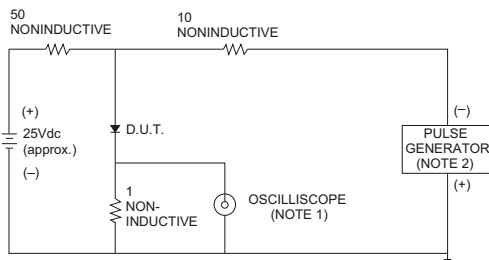 50
NONINDUCTIVE
10
NONINDUCTIVE
(+)
25Vdc
(approx.)
(–)
D.U.T.
1
NON-
INDUCTIVE
OSCILLISCOPE
(NOTE 1)
(–)
PULSE
GENERATOR
(NOTE 2)
(+)